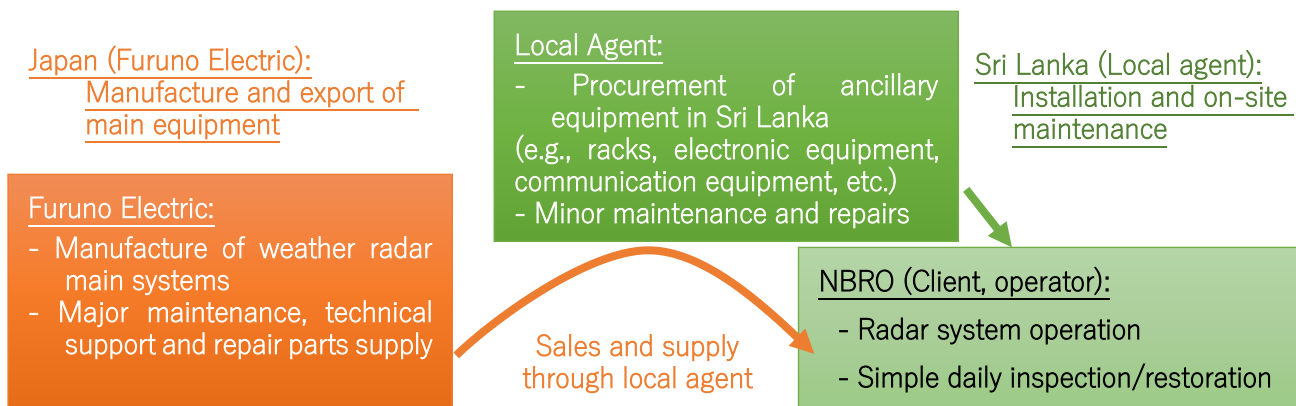 Japan (Furuno Electric):
Manufacture and export of
main equipment
Furuno Electric:
- Manufacture of weather radar
main systems
- Major maintenance, technical
support and repair parts supply
Local Agent:
- Procurement of ancillary
equipment in Sri Lanka
(e.g., racks, electronic equipment,
communication equipment, etc.)
- Minor maintenance and repairs
Sales and supply
through local agent
Sri Lanka (Local agent):
Installation and on-site
maintenance
NBRO (Client, operator):
- Radar system operation
- Simple daily inspection/restoration